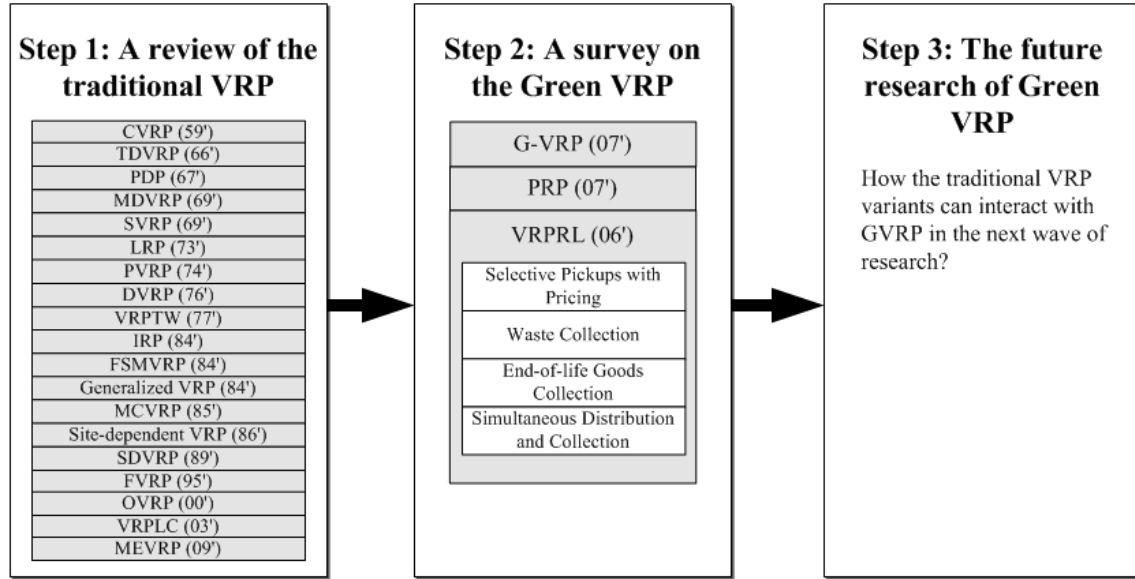 Step 1: A review of the
traditional VRP
CVRP (59')
TDVRP (66')
PDP (67')
MDVRP (69')
SVRP (69')
LRP (73')
PVRP (74')
DVRP (76')
VRPTW (77')
IRP (84')
FSMVRP (84')
Generalized VRP (84')
MCVRP (85')
Site-dependent VRP (86')
SDVRP (89')
FVRP (95')
OVRP (00')
VRPLC (03')
MEVRP (09')
Step 2: A survey on
the Green VRP
G-VRP (07')
PRP (07')
VRPRL (06')
Selective Pickups with
Pricing
Waste Collection
End-of-life Goods
Collection
Simultaneous Distribution
and Collection
Step 3: The future
research of Green
VRP
How the traditional VRP
variants can interact with
GVRP in the next wave of
research?